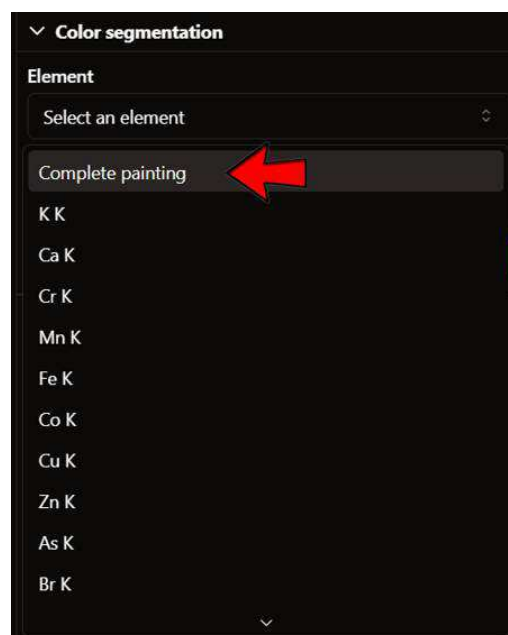 Color segmentation
Element
Select an element
Complete painting
K K
Ca K
Cr K
Mn K
Fe K
Co K
Cu K
Zn K
As K
Br K